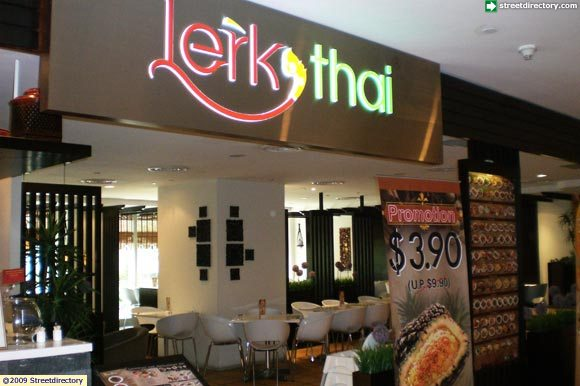 streetdirectory.com
Lerk thai
Promotion
$3.90
(U.P. $9.90)
©2009 Streetdirectory